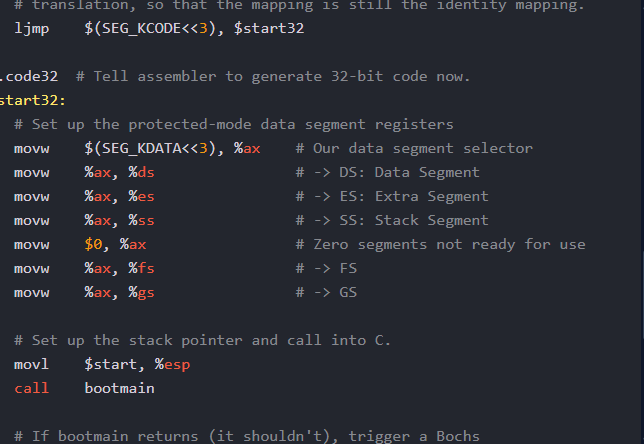 # translation, so that the mapping is still the identity mapping.
ljmp    $(SEG_KCODE<<3), $start32
.code32  # Tell assembler to generate 32-bit code now.
start32:
# Set up the protected-mode data segment registers
movw    $(SEG_KDATA<<3), %ax    # Our data segment selector
movw    %ax, %ds                # -> DS: Data Segment
movw    %ax, %es                # -> ES: Extra Segment
movw    %ax, %ss                # -> SS: Stack Segment
movw    $0, %ax                 # Zero segments not ready for use
movw    %ax, %fs                # -> FS
movw    %ax, %gs                # -> GS
# Set up the stack pointer and call into C.
movl    $start, %esp
call    bootmain
# If bootmain returns (it shouldn't), trigger a Bochs